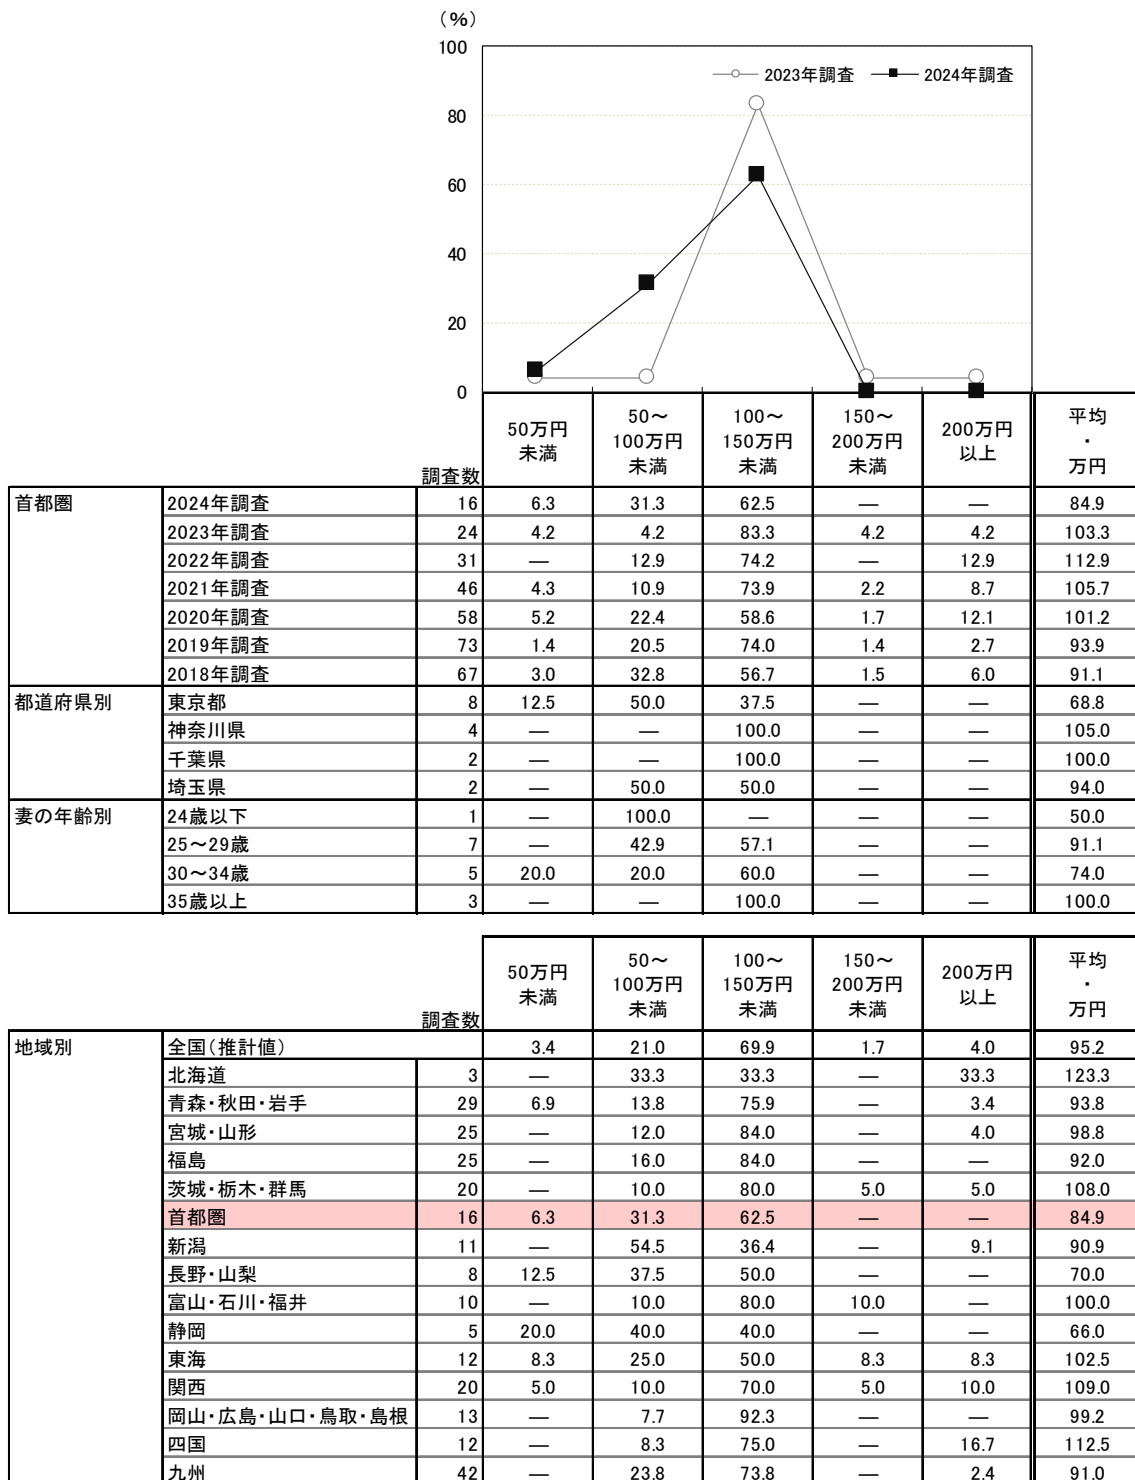 (%)
100
80
60
40
20
0
2023年調査 2024年調査
調査数 50万円未満 50～100万円未満 100～150万円未満 150～200万円未満 200万円以上 平均・万円
首都圏 2024年調査 16 6.3 31.3 62.5 ― ― 84.9
2023年調査 24 4.2 4.2 83.3 4.2 4.2 103.3
2022年調査 31 ― 12.9 74.2 ― 12.9 112.9
2021年調査 46 4.3 10.9 73.9 2.2 8.7 105.7
2020年調査 58 5.2 22.4 58.6 1.7 12.1 101.2
2019年調査 73 1.4 20.5 74.0 1.4 2.7 93.9
2018年調査 67 3.0 32.8 56.7 1.5 6.0 91.1
都道府県別 東京都 8 12.5 50.0 37.5 ― ― 68.8
神奈川県 4 ― ― 100.0 ― ― 105.0
千葉県 2 ― ― 100.0 ― ― 100.0
埼玉県 2 ― 50.0 50.0 ― ― 94.0
妻の年齢別 24歳以下 1 ― 100.0 ― ― ― 50.0
25～29歳 7 ― 42.9 57.1 ― ― 91.1
30～34歳 5 20.0 20.0 60.0 ― ― 74.0
35歳以上 3 ― ― 100.0 ― ― 100.0
調査数 50万円未満 50～100万円未満 100～150万円未満 150～200万円未満 200万円以上 平均・万円
地域別 全国(推計値) 3.4 21.0 69.9 1.7 4.0 95.2
北海道 3 ― 33.3 33.3 ― 33.3 123.3
青森・秋田・岩手 29 6.9 13.8 75.9 ― 3.4 93.8
宮城・山形 25 ― 12.0 84.0 ― 4.0 98.8
福島 25 ― 16.0 84.0 ― ― 92.0
茨城・栃木・群馬 20 ― 10.0 80.0 5.0 5.0 108.0
首都圏 16 6.3 31.3 62.5 ― ― 84.9
新潟 11 ― 54.5 36.4 ― 9.1 90.9
長野・山梨 8 12.5 37.5 50.0 ― ― 70.0
富山・石川・福井 10 ― 10.0 80.0 10.0 ― 100.0
静岡 5 20.0 40.0 40.0 ― ― 66.0
東海 12 8.3 25.0 50.0 8.3 8.3 102.5
関西 20 5.0 10.0 70.0 5.0 10.0 109.0
岡山・広島・山口・鳥取・島根 13 ― 7.7 92.3 ― ― 99.2
四国 12 ― 8.3 75.0 ― 16.7 112.5
九州 42 ― 23.8 73.8 ― 2.4 91.0